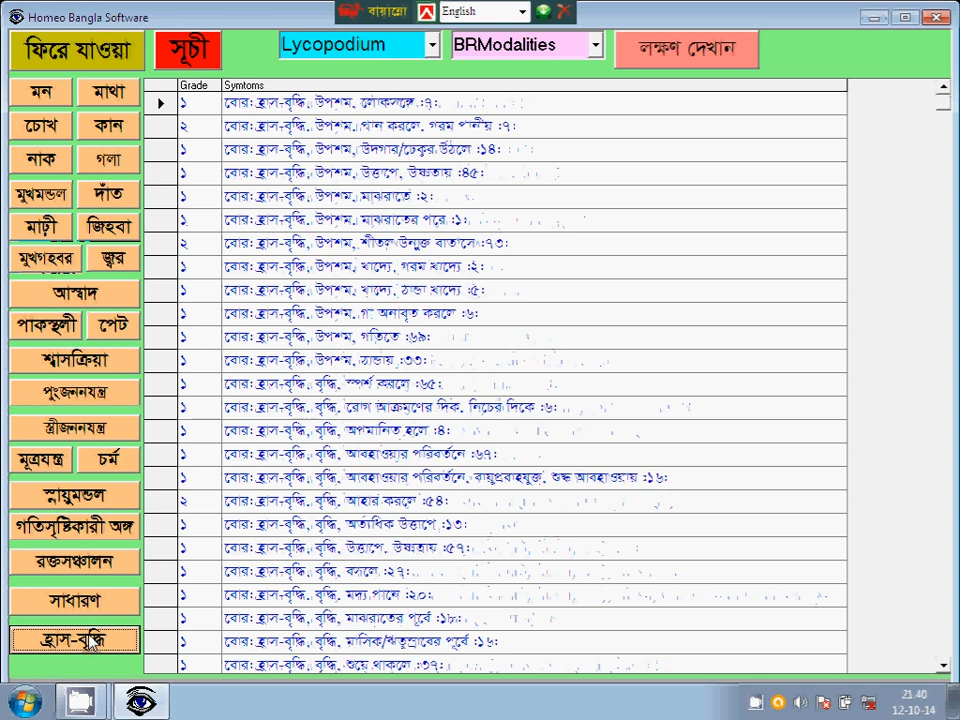 Homeo Bangla Software
বায়ান্নো English
ফিরে যাওয়া সূচী Lycopodium BRModalities লক্ষণ দেখান
মন মাথা
চোখ কান
নাক গলা
মুখমন্ডল দাঁত
মাঢ়ী জিহবা
মুখগহবর জ্বর
আস্বাদ
পাকস্থলী পেট
শ্বাসক্রিয়া
পুংজননযন্ত্র
স্ত্রীজননযন্ত্র
মূত্রযন্ত্র চর্ম
স্নায়ুমন্ডল
গতিসৃষ্টিকারী অঙ্গ
রক্তসঞ্চালন
সাধারণ
হ্রাস-বৃদ্ধি
Grade Symtoms
১ বোর: হ্রাস-বৃদ্ধি, উপশম, লোকসঙ্গে :৭:
২ বোর: হ্রাস-বৃদ্ধি, উপশম, পান করলে, গরম পানীয় :৭:
১ বোর: হ্রাস-বৃদ্ধি, উপশম, উদগার/ঢেকুর উঠলে :১৪:
১ বোর: হ্রাস-বৃদ্ধি, উপশম, উত্তাপে, উষ্ণতায় :৪৫:
১ বোর: হ্রাস-বৃদ্ধি, উপশম, মাঝরাতে :২:
১ বোর: হ্রাস-বৃদ্ধি, উপশম, মাঝরাতের পরে :১:
২ বোর: হ্রাস-বৃদ্ধি, উপশম, শীতল/উন্মুক্ত বাতাসে :৭৩:
১ বোর: হ্রাস-বৃদ্ধি, উপশম, খাদ্যে, গরম খাদ্যে :২:
১ বোর: হ্রাস-বৃদ্ধি, উপশম, খাদ্যে, ঠান্ডা খাদ্যে :৫:
১ বোর: হ্রাস-বৃদ্ধি, উপশম, গা অনাবৃত করলে :৬:
১ বোর: হ্রাস-বৃদ্ধি, উপশম, গতিতে :৬৯:
১ বোর: হ্রাস-বৃদ্ধি, উপশম, ঠান্ডায় :৩৩:
১ বোর: হ্রাস-বৃদ্ধি, বৃদ্ধি, স্পর্শ করলে :৬৫:
১ বোর: হ্রাস-বৃদ্ধি, বৃদ্ধি, রোগ আক্রমণের দিক, নিচের দিকে :৬:
১ বোর: হ্রাস-বৃদ্ধি, বৃদ্ধি, অপমানিত হলে :৪:
১ বোর: হ্রাস-বৃদ্ধি, বৃদ্ধি, আবহাওয়ার পরিবর্তনে :৬৭:
১ বোর: হ্রাস-বৃদ্ধি, বৃদ্ধি, আবহাওয়ার পরিবর্তনে, বায়ুপ্রবাহযুক্ত, শুষ্ক আবহাওয়ায় :১৬:
২ বোর: হ্রাস-বৃদ্ধি, বৃদ্ধি, আহার করলে :৫৪:
১ বোর: হ্রাস-বৃদ্ধি, বৃদ্ধি, অত্যধিক উত্তাপে :১৩:
১ বোর: হ্রাস-বৃদ্ধি, বৃদ্ধি, উত্তাপে, উষ্ণতায় :৫৭:
১ বোর: হ্রাস-বৃদ্ধি, বৃদ্ধি, বসলে :২৭:
১ বোর: হ্রাস-বৃদ্ধি, বৃদ্ধি, মদ্য পানে :২০:
১ বোর: হ্রাস-বৃদ্ধি, বৃদ্ধি, মাঝরাতের পূর্বে :১৮:
১ বোর: হ্রাস-বৃদ্ধি, বৃদ্ধি, মাসিক/ঋতুস্রাবের পূর্বে :১৬:
১ বোর: হ্রাস-বৃদ্ধি, বৃদ্ধি, শুয়ে থাকলে :৩৭:
21.40
12-10-14